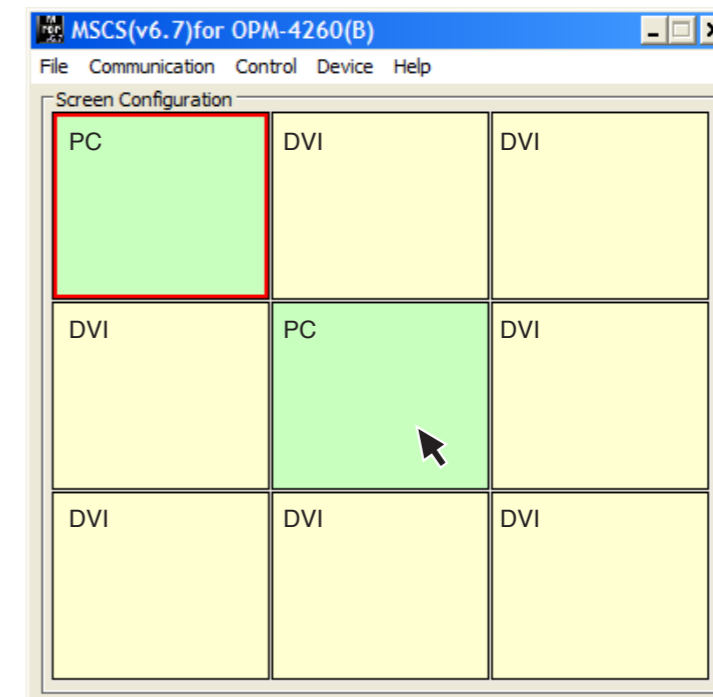 MSCS(v6.7)for OPM-4260(B)
File Communication Control Device Help
Screen Configuration
PC DVI DVI
DVI PC DVI
DVI DVI DVI